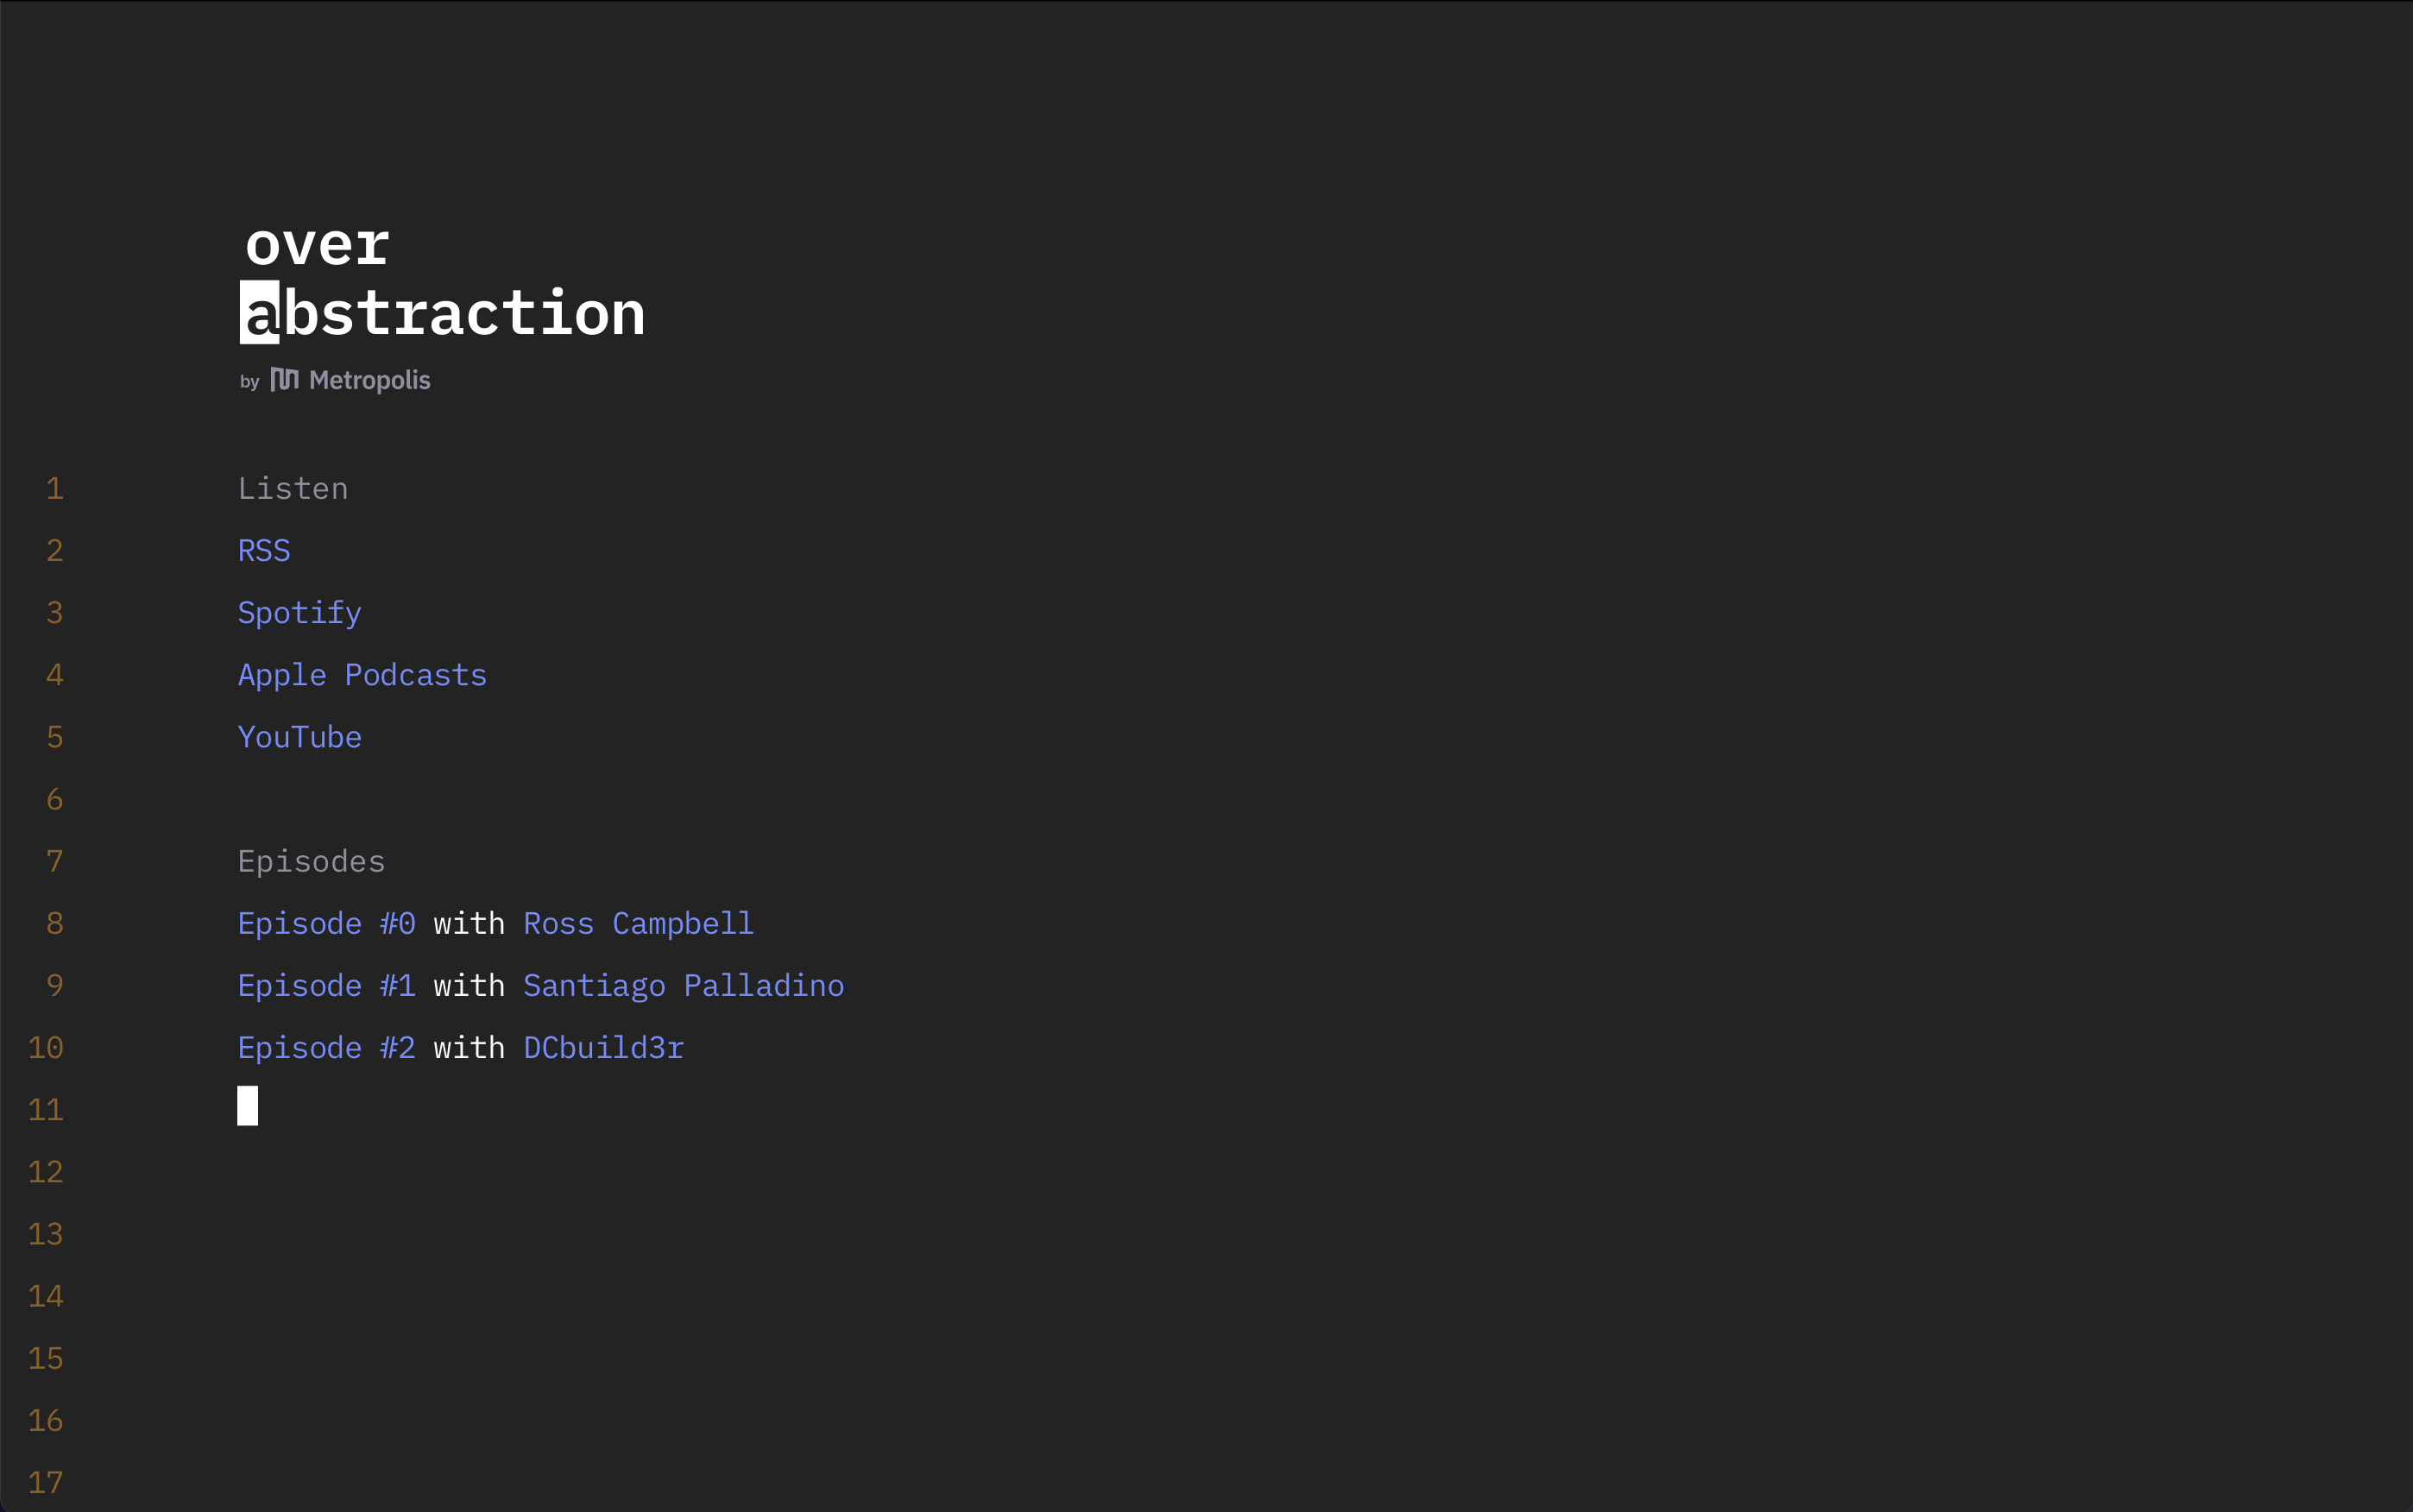 over
abstraction
by Metropolis
1 Listen
2 RSS
3 Spotify
4 Apple Podcasts
5 YouTube
6
7 Episodes
8 Episode #0 with Ross Campbell
9 Episode #1 with Santiago Palladino
10 Episode #2 with DCbuild3r
11
12
13
14
15
16
17